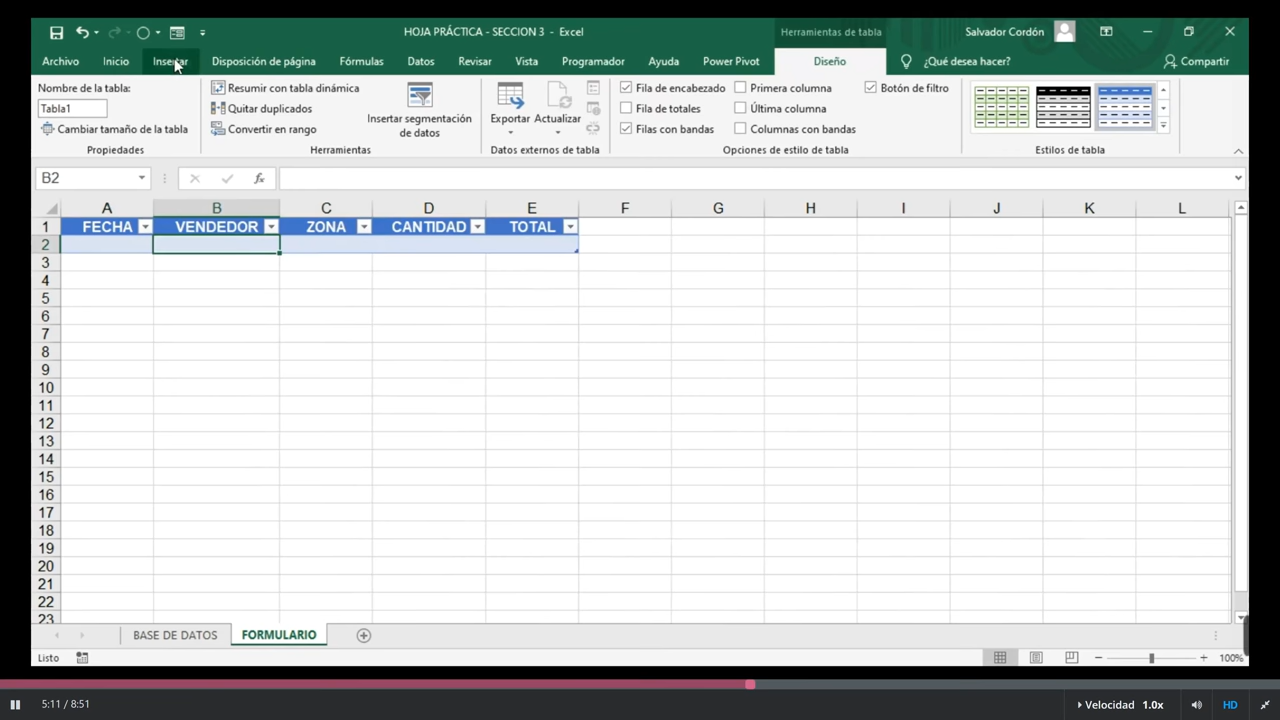 HOJA PRÁCTICA - SECCION 3 - Excel
Herramientas de tabla
Salvador Cordón
Archivo Inicio Insertar Disposición de página Fórmulas Datos Revisar Vista Programador Ayuda Power Pivot Diseño ¿Qué desea hacer? Compartir
Nombre de la tabla:
Tabla1
Cambiar tamaño de la tabla
Propiedades
Resumir con tabla dinámica
Quitar duplicados
Convertir en rango
Herramientas
Insertar segmentación
de datos
Exportar Actualizar
Datos externos de tabla
Fila de encabezado Primera columna Botón de filtro
Fila de totales Última columna
Filas con bandas Columnas con bandas
Opciones de estilo de tabla
Estilos de tabla
B2 fx
A B C D E F G H I J K L
1 FECHA VENDEDOR ZONA CANTIDAD TOTAL
2
3
4
5
6
7
8
9
10
11
12
13
14
15
16
17
18
19
20
21
22
23
BASE DE DATOS FORMULARIO
Listo 100%
5:11 / 8:51 Velocidad 1.0x HD